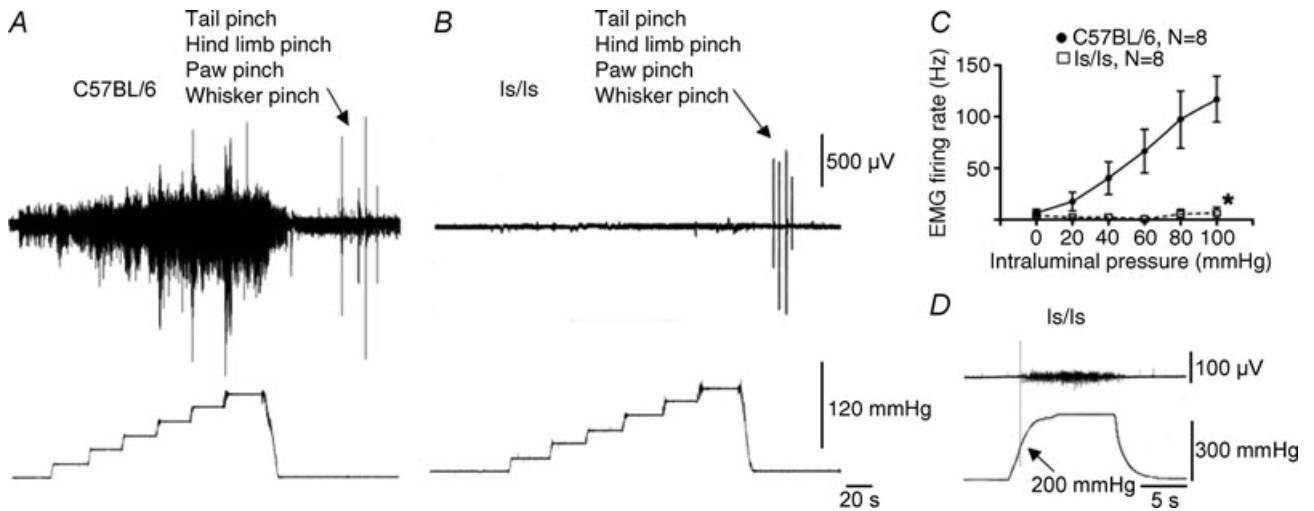 A
Tail pinch
Hind limb pinch
Paw pinch
Whisker pinch
C57BL/6
B
Tail pinch
Hind limb pinch
Paw pinch
Whisker pinch
ls/ls
500 µV
120 mmHg
20 s
C
C57BL/6, N=8
ls/ls, N=8
EMG firing rate (Hz)
150
100
50
*
0 20 40 60 80 100
Intraluminal pressure (mmHg)
D
ls/ls
100 µV
300 mmHg
200 mmHg
5 s